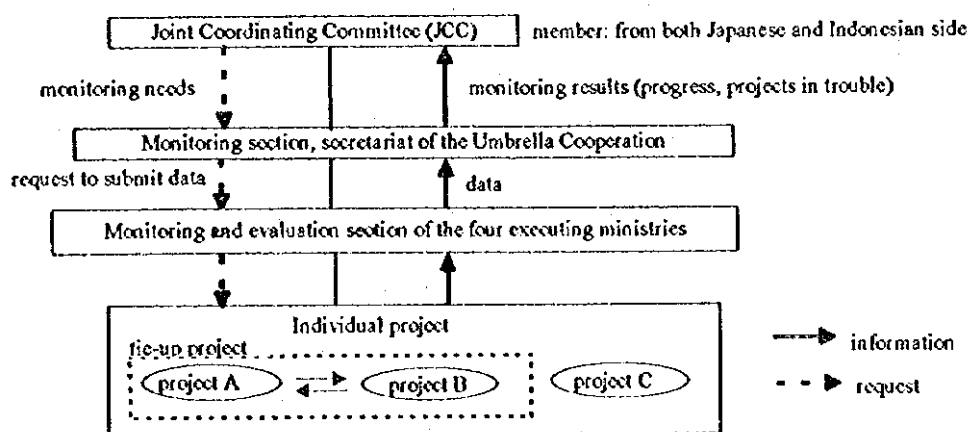 Joint Coordinating Committee (JCC)
member: from both Japanese and Indonesian side
monitoring needs
monitoring results (progress, projects in trouble)
Monitoring section, secretariat of the Umbrella Cooperation
request to submit data
data
Monitoring and evaluation section of the four executing ministries
Individual project
tie-up project
project A
project B
project C
information
request